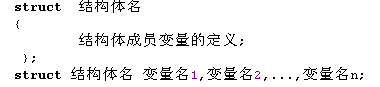 struct  结构体名
{
        结构体成员变量的定义;
 };
struct 结构体名 变量名1,变量名2,...,变量名n;